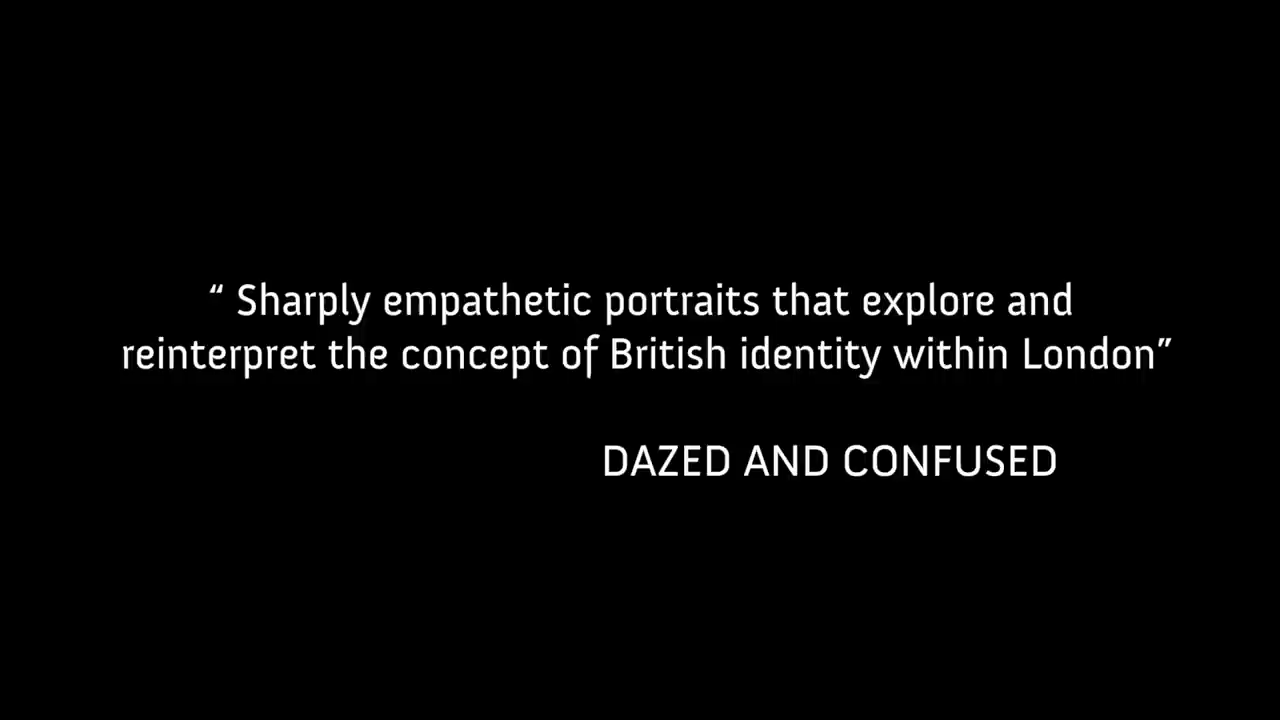 “ Sharply empathetic portraits that explore and
reinterpret the concept of British identity within London”
DAZED AND CONFUSED